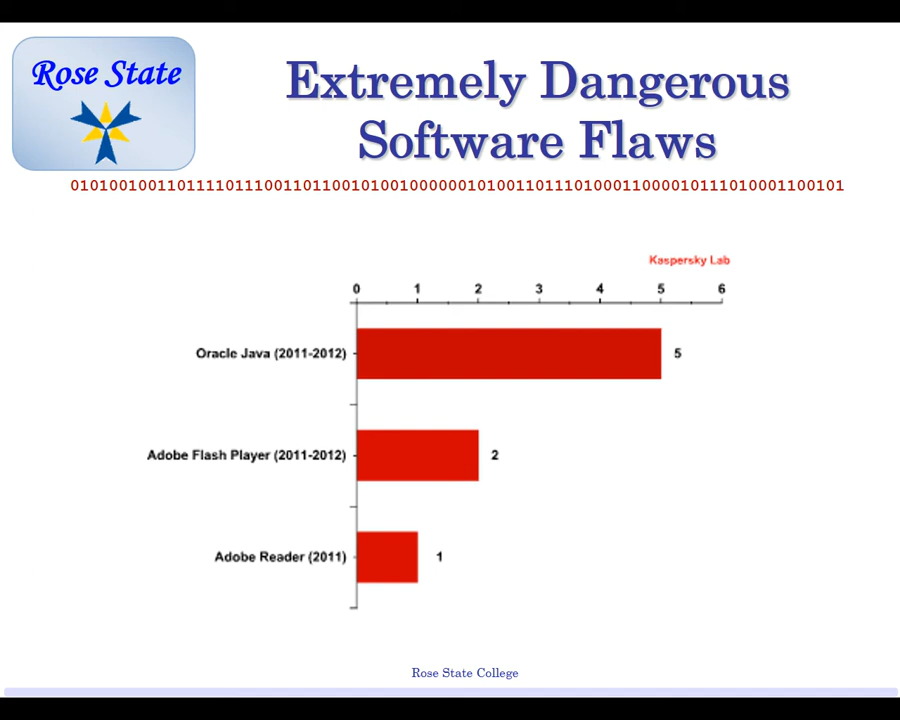 Rose State
Extremely Dangerous
Software Flaws
01010010011011110111001101100101001000000101001101110100011000010111010001100101
Kaspersky Lab
0 1 2 3 4 5 6
Oracle Java (2011-2012) 5
Adobe Flash Player (2011-2012) 2
Adobe Reader (2011) 1
Rose State College